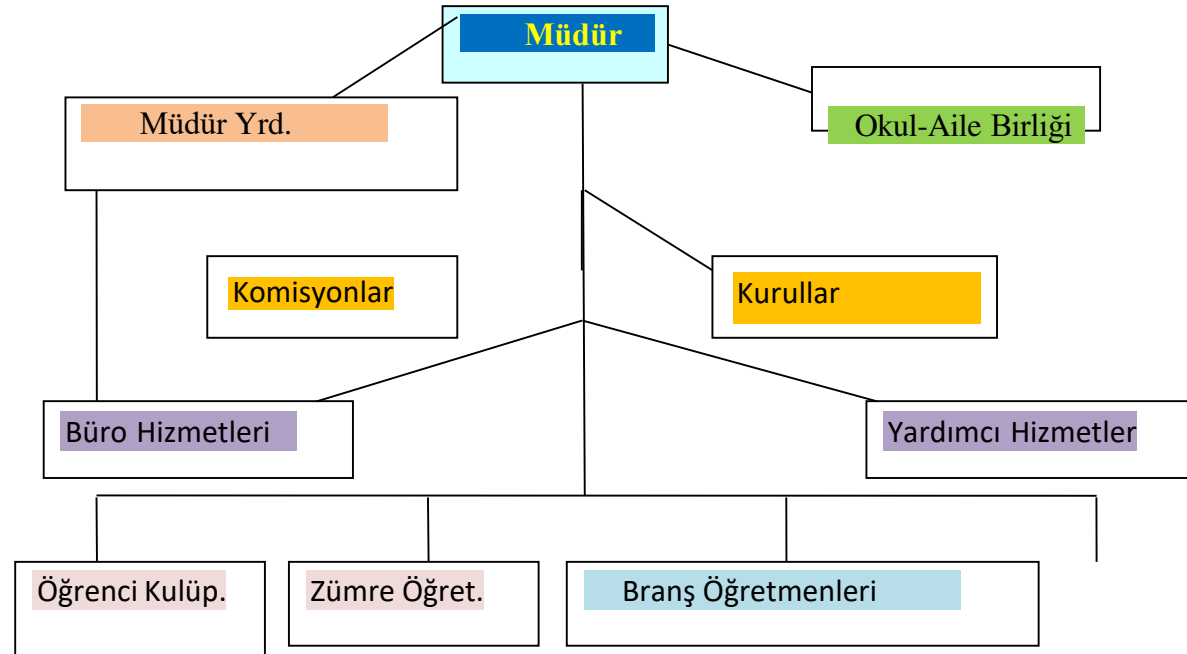 Müdür
Müdür Yrd.
Okul-Aile Birliği
Komisyonlar
Kurullar
Büro Hizmetleri
Yardımcı Hizmetler
Öğrenci Kulüp.
Zümre Öğret.
Branş Öğretmenleri